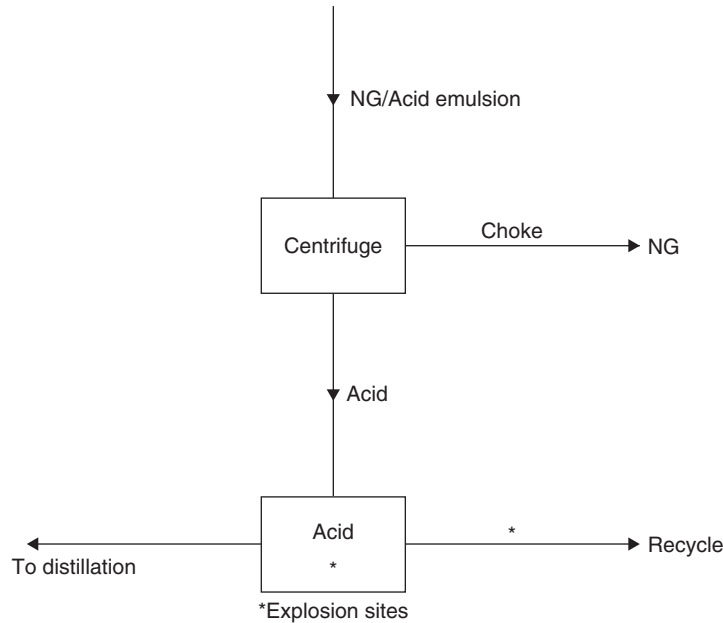 NG/Acid emulsion
Centrifuge
Choke
NG
Acid
Acid
*
*
Recycle
To distillation
*Explosion sites